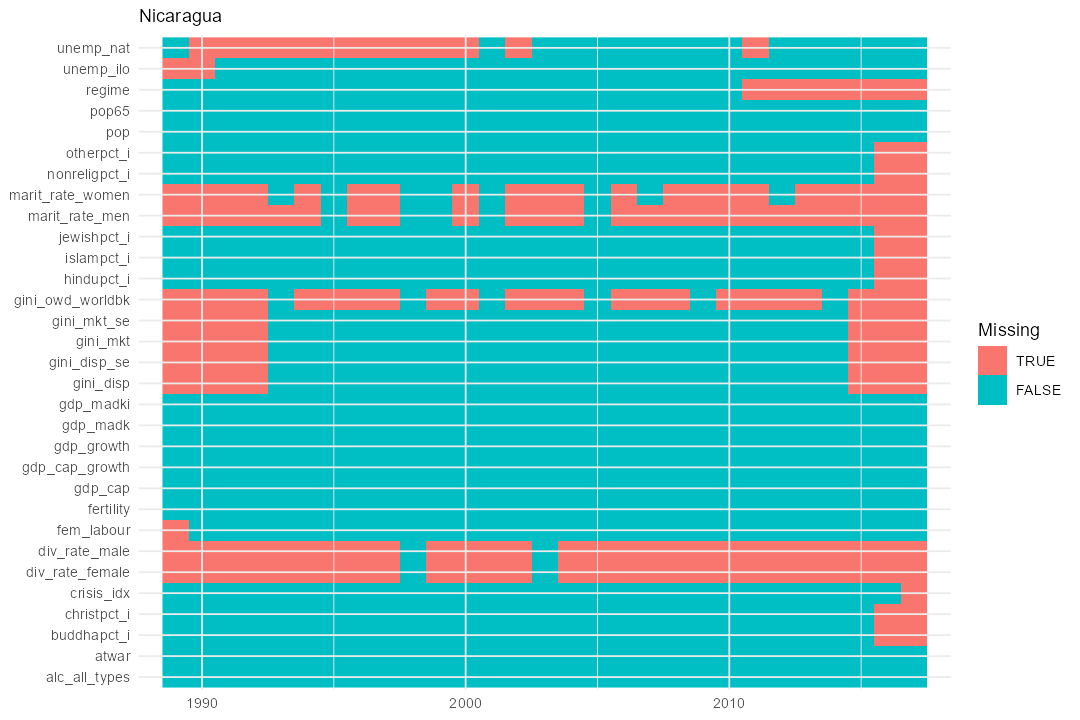 Nicaragua
unemp_nat
unemp_ilo
regime
pop65
pop
otherpct_i
nonreligpct_i
marit_rate_women
marit_rate_men
jewishpct_i
islampct_i
hindupct_i
gini_owd_worldbk
gini_mkt_se
gini_mkt
gini_disp_se
gini_disp
gdp_madki
gdp_madk
gdp_growth
gdp_cap_growth
gdp_cap
fertility
fem_labour
div_rate_male
div_rate_female
crisis_idx
christpct_i
buddhapct_i
atwar
alc_all_types
1990 2000 2010
Missing
TRUE
FALSE